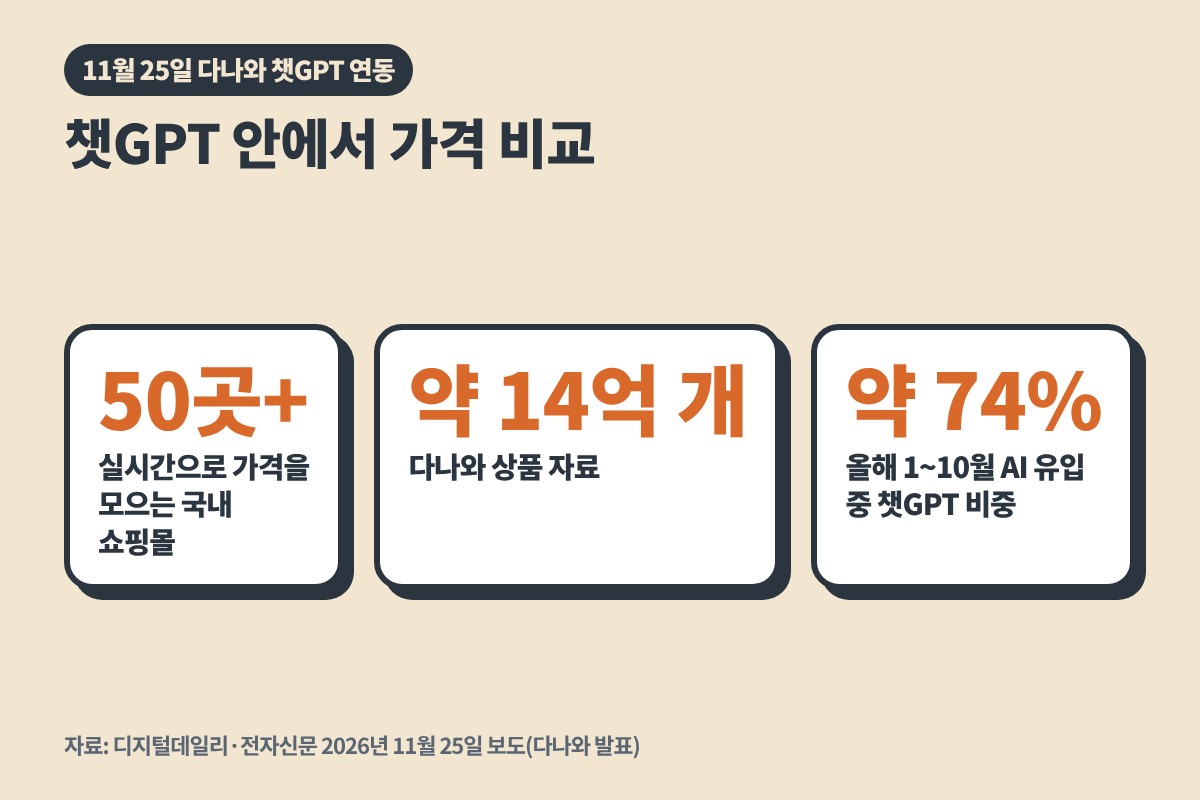 11월 25일 다나와 챗GPT 연동
챗GPT 안에서 가격 비교
50곳+
실시간으로 가격을
모으는 국내
쇼핑몰
약 14억 개
다나와 상품 자료
약 74%
올해 1~10월 AI 유입
중 챗GPT 비중
자료: 디지털데일리·전자신문 2026년 11월 25일 보도(다나와 발표)